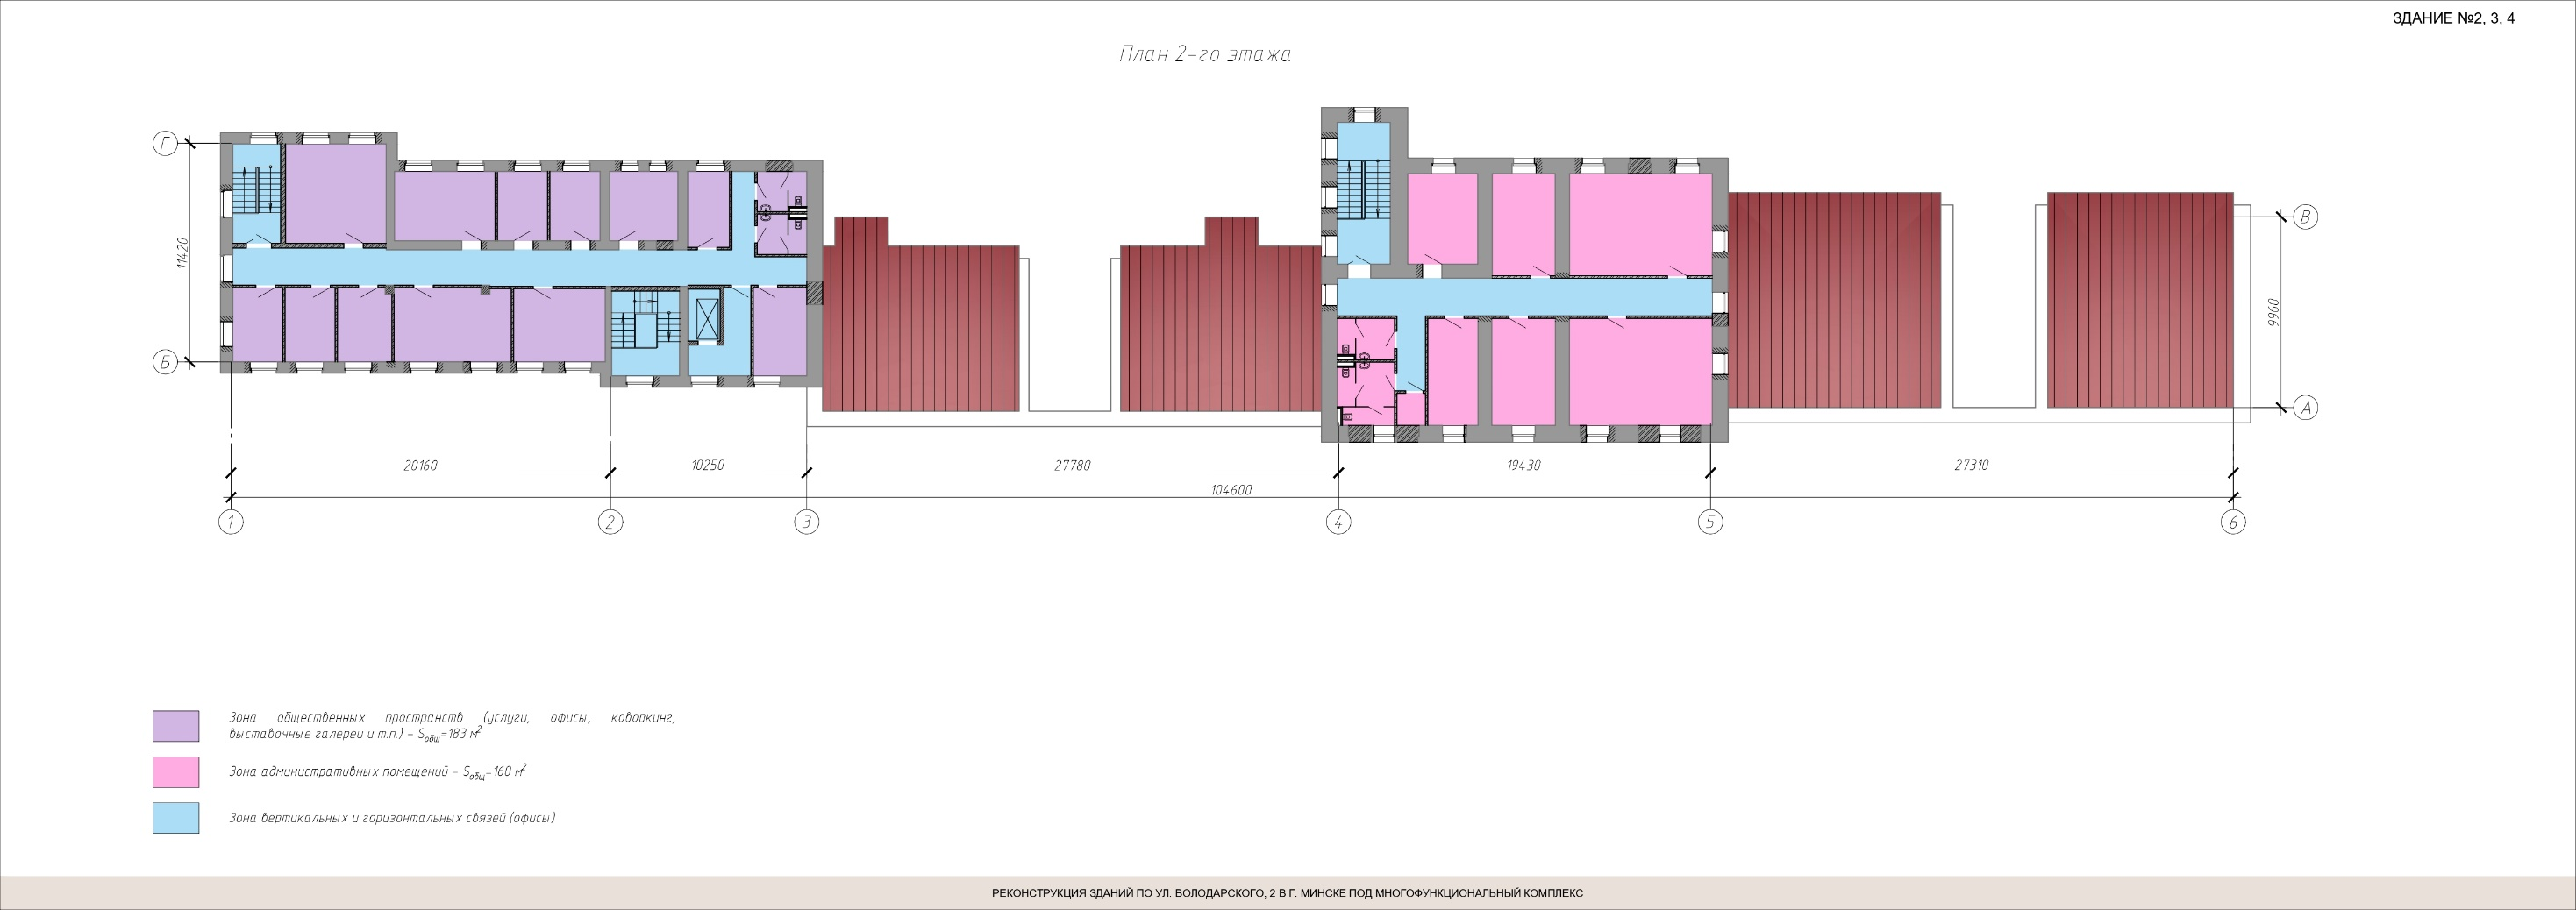 ЗДАНИЕ №2, 3, 4
План 2-го этажа
Г
11420
Б
В
9960
А
20160
10250
27780
19430
27310
104600
1
2
3
4
5
6
Зона общественных пространств (услуги, офисы, коворкинг,
выставочные галереи и т.п.) - Sобщ=183 м²
Зона административных помещений - Sобщ=160 м²
Зона вертикальных и горизонтальных связей (офисы)
РЕКОНСТРУКЦИЯ ЗДАНИЙ ПО УЛ. ВОЛОДАРСКОГО, 2 В Г. МИНСКЕ ПОД МНОГОФУНКЦИОНАЛЬНЫЙ КОМПЛЕКС